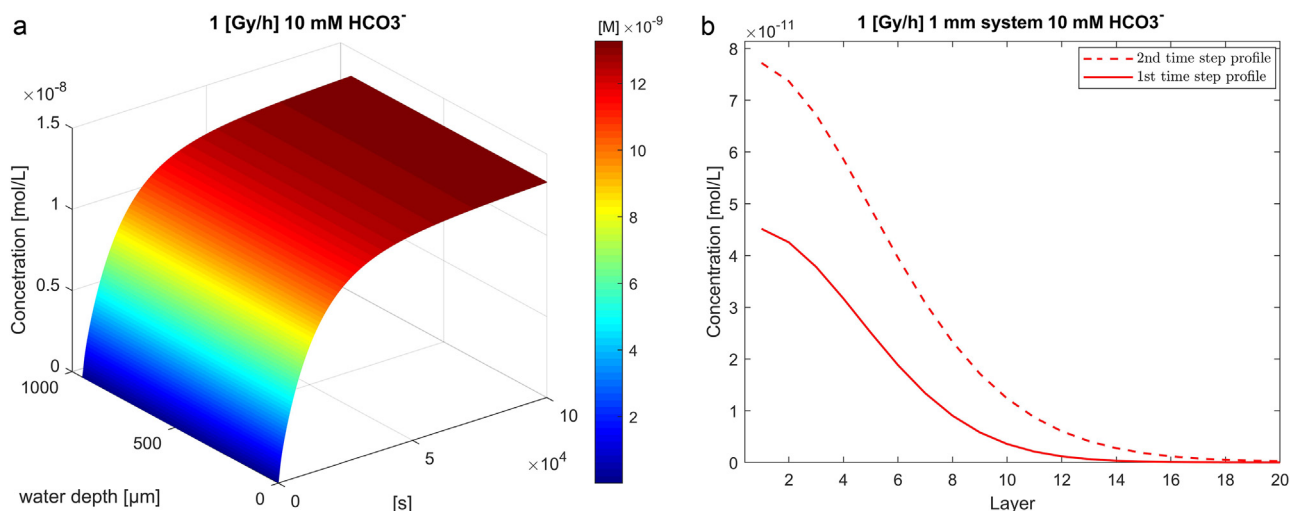 a
1 [Gy/h] 10 mM HCO3⁻
[M] ×10⁻⁹
×10⁻⁸
1.5
1
0.5
0
Concentration [mol/L]
1000
500
0
water depth [µm]
0
5
10
×10⁴
[s]
12
10
8
6
4
2
b
1 [Gy/h] 1 mm system 10 mM HCO3⁻
×10⁻¹¹
8
7
6
5
4
3
2
1
0
Concentration [mol/L]
2nd time step profile
1st time step profile
2 4 6 8 10 12 14 16 18 20
Layer